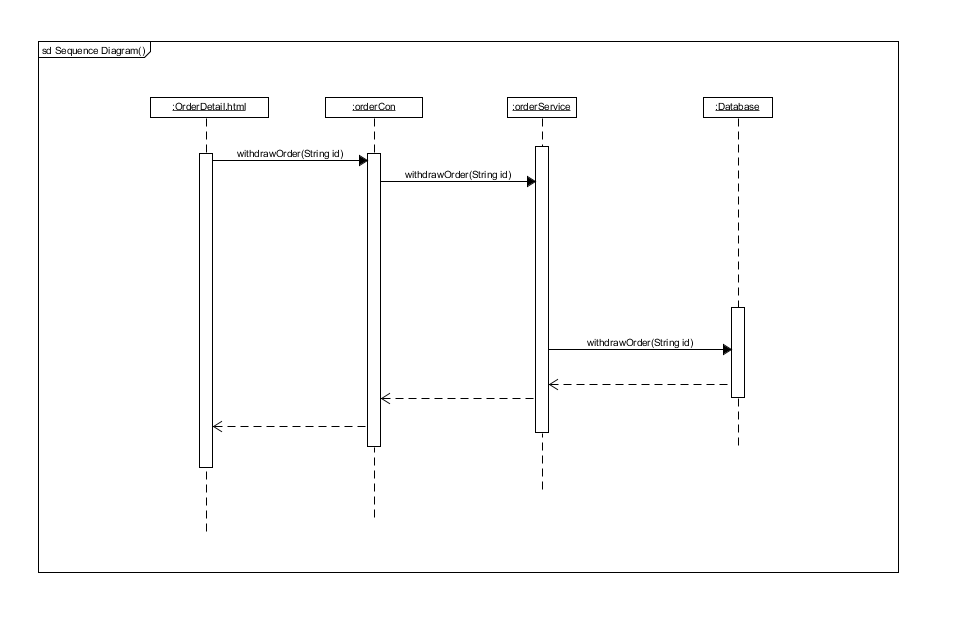 sd Sequence Diagram()
:OrderDetail.html
:orderCon
:orderService
:Database
withdrawOrder(String id)
withdrawOrder(String id)
withdrawOrder(String id)